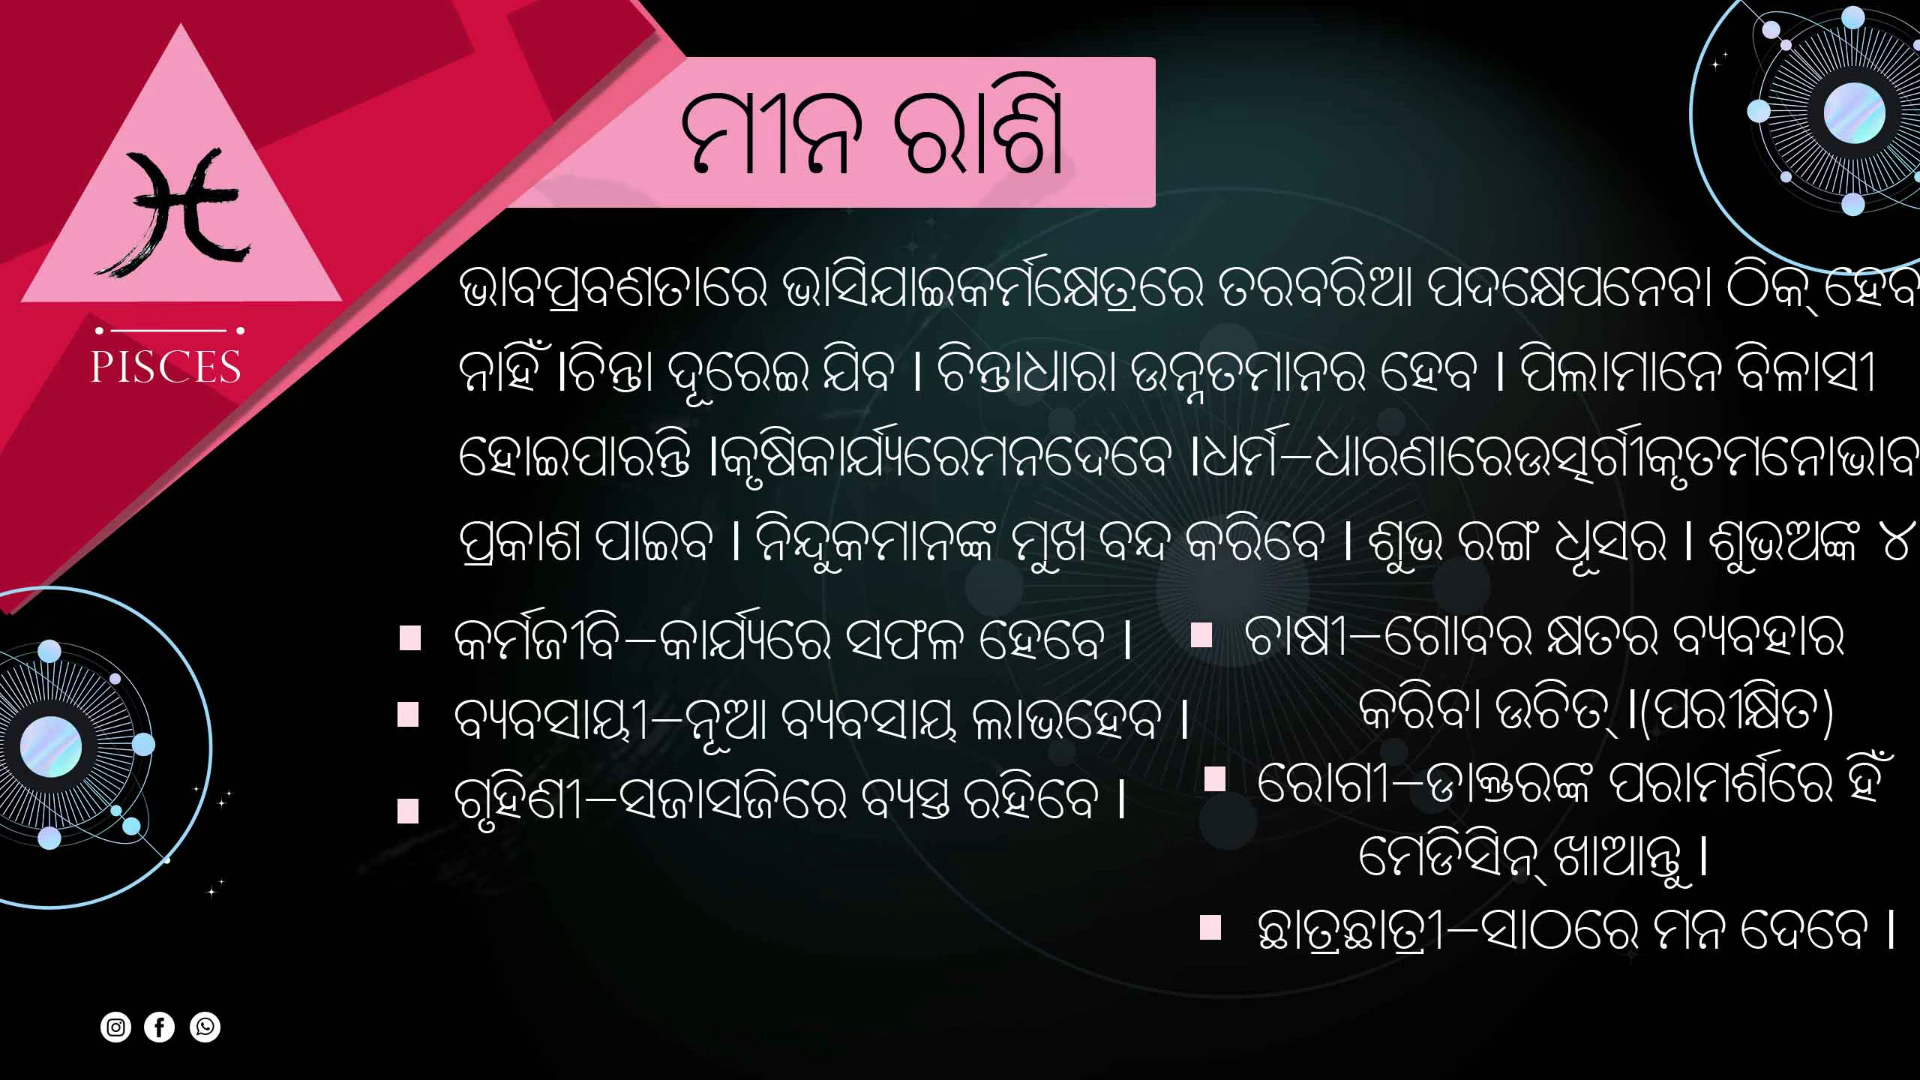 ମୀନ ରାଶି
PISCES
ଭାବପ୍ରବଣତାରେ ଭାସିଯାଇକର୍ମକ୍ଷେତ୍ରରେ ତରବରିଆ ପଦକ୍ଷେପନେବା ଠିକ୍ ହେବ
ନାହିଁ ।ଚିନ୍ତା ଦୂରେଇ ଯିବ । ଚିନ୍ତାଧାରା ଉନ୍ନତମାନର ହେବ । ପିଲାମାନେ ବିଳାସୀ
ହୋଇପାରନ୍ତି ।କୃଷିକାର୍ଯ୍ୟରେମନଦେବେ ।ଧର୍ମ–ଧାରଣାରେଉତ୍ସର୍ଗୀକୃତମନୋଭାବ
ପ୍ରକାଶ ପାଇବ । ନିନ୍ଦୁକମାନଙ୍କ ମୁଖ ବନ୍ଦ କରିବେ । ଶୁଭ ରଙ୍ଗ ଧୂସର । ଶୁଭଅଙ୍କ ୪
କର୍ମଜୀବି–କାର୍ଯ୍ୟରେ ସଫଳ ହେବେ ।
ବ୍ୟବସାୟୀ–ନୂଆ ବ୍ୟବସାୟ ଲାଭହେବ ।
ଗୃହିଣୀ–ସଜାସଜିରେ ବ୍ୟସ୍ତ ରହିବେ ।
ଚାଷୀ–ଗୋବର କ୍ଷତର ବ୍ୟବହାର
କରିବା ଉଚିତ୍ ।(ପରୀକ୍ଷିତ)
ରୋଗୀ–ଡାକ୍ତରଙ୍କ ପରାମର୍ଶରେ ହିଁ
ମେଡିସିନ୍ ଖାଆନ୍ତୁ ।
ଛାତ୍ରଛାତ୍ରୀ–ସାଠରେ ମନ ଦେବେ ।